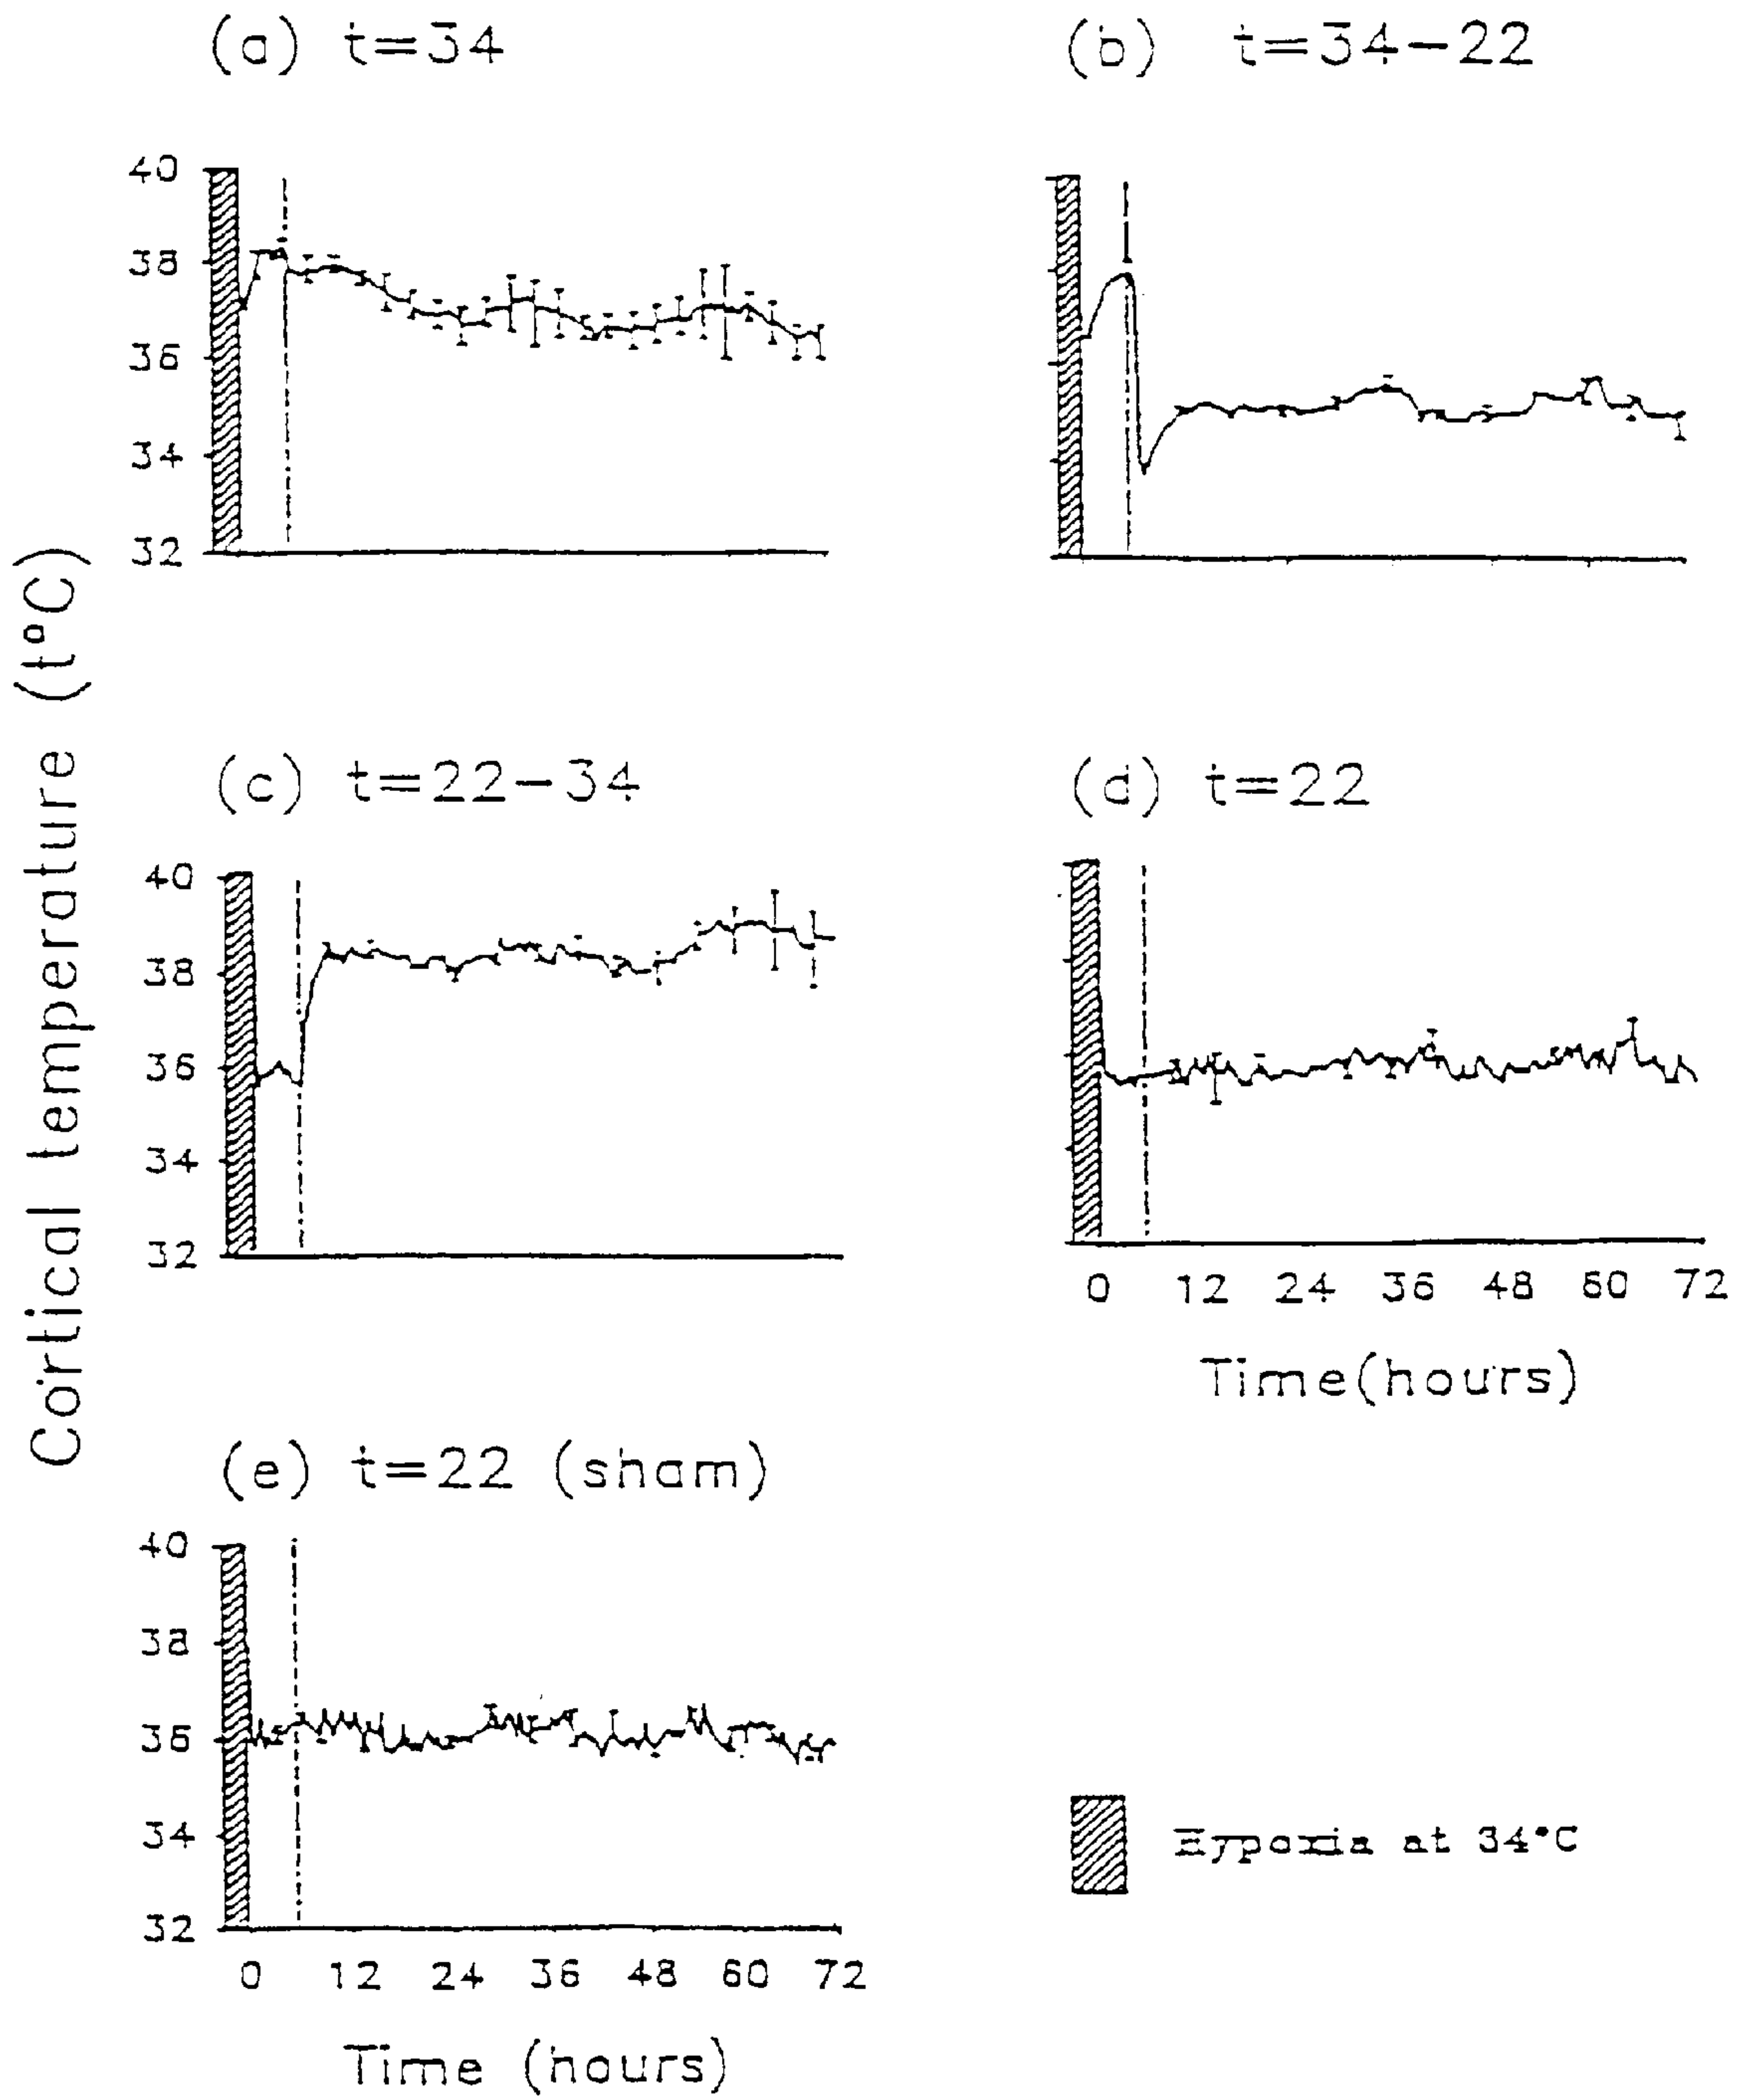 (a) t=34
(b) t=34-22
40
38
36
34
32
Cortical temperature (t°C)
(c) t=22-34
(d) t=22
40
38
36
34
32
0 12 24 36 48 60 72
Time(hours)
(e) t=22 (sham)
40
38
36
34
32
0 12 24 36 48 60 72
Time (hours)
Hypoxia at 34°C